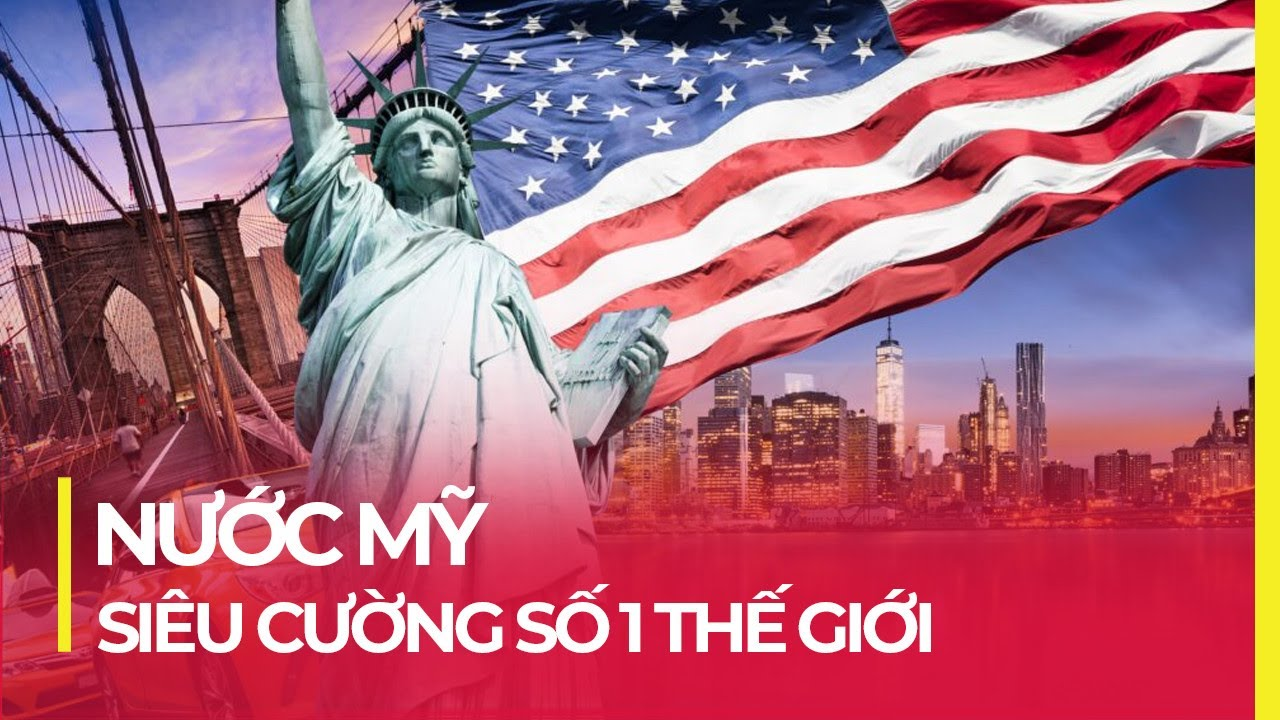 NƯỚC MỸ
SIÊU CƯỜNG SỐ 1 THẾ GIỚI